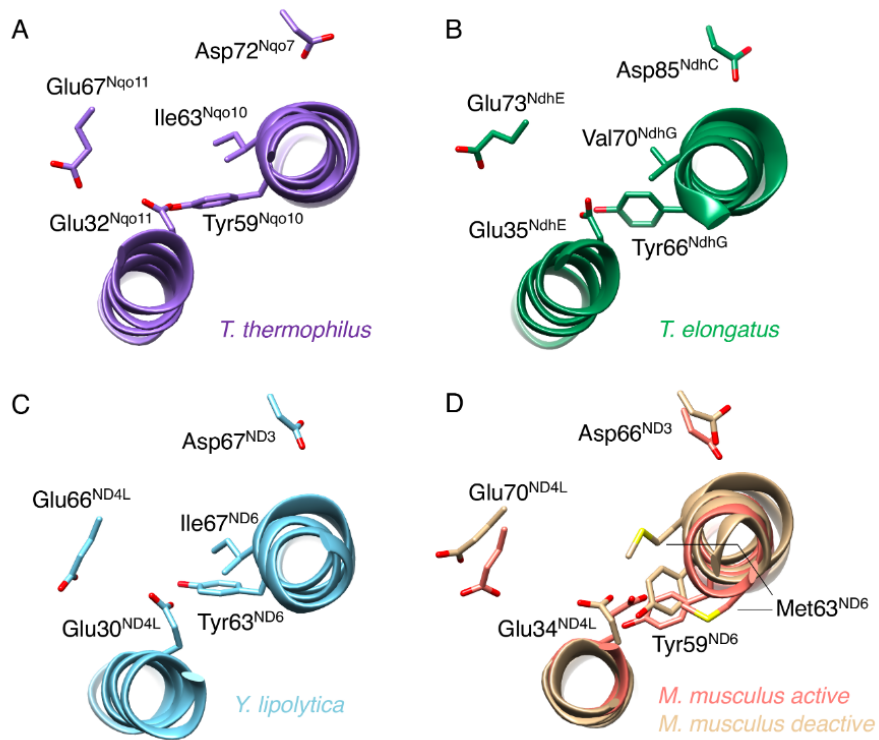 A
Asp72Nqo7
Glu67Nqo11
Ile63Nqo10
Glu32Nqo11
Tyr59Nqo10
T. thermophilus
B
Asp85NdhC
Glu73NdhE
Val70NdhG
Glu35NdhE
Tyr66NdhG
T. elongatus
C
Asp67ND3
Glu66ND4L
Ile67ND6
Glu30ND4L
Tyr63ND6
Y. lipolytica
D
Asp66ND3
Glu70ND4L
Met63ND6
Glu34ND4L
Tyr59ND6
M. musculus active
M. musculus deactive